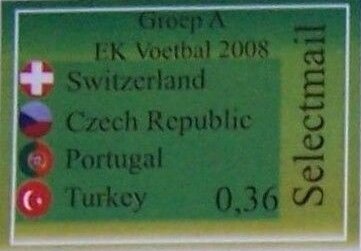 Groep A
EK Voetbal 2008
Switzerland
Czech Republic
Portugal
Turkey 0,36
Selectmail